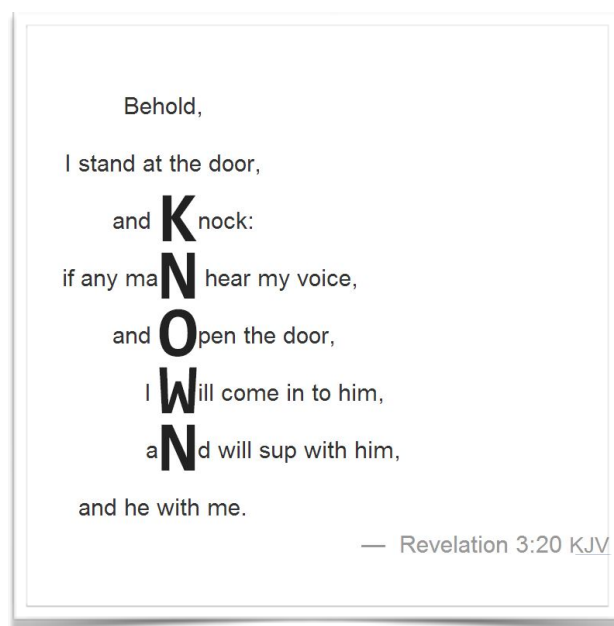 Behold,
I stand at the door,
and Knock:
if any maN hear my voice,
and Open the door,
I Will come in to him,
aNd will sup with him,
and he with me.
— Revelation 3:20 KJV